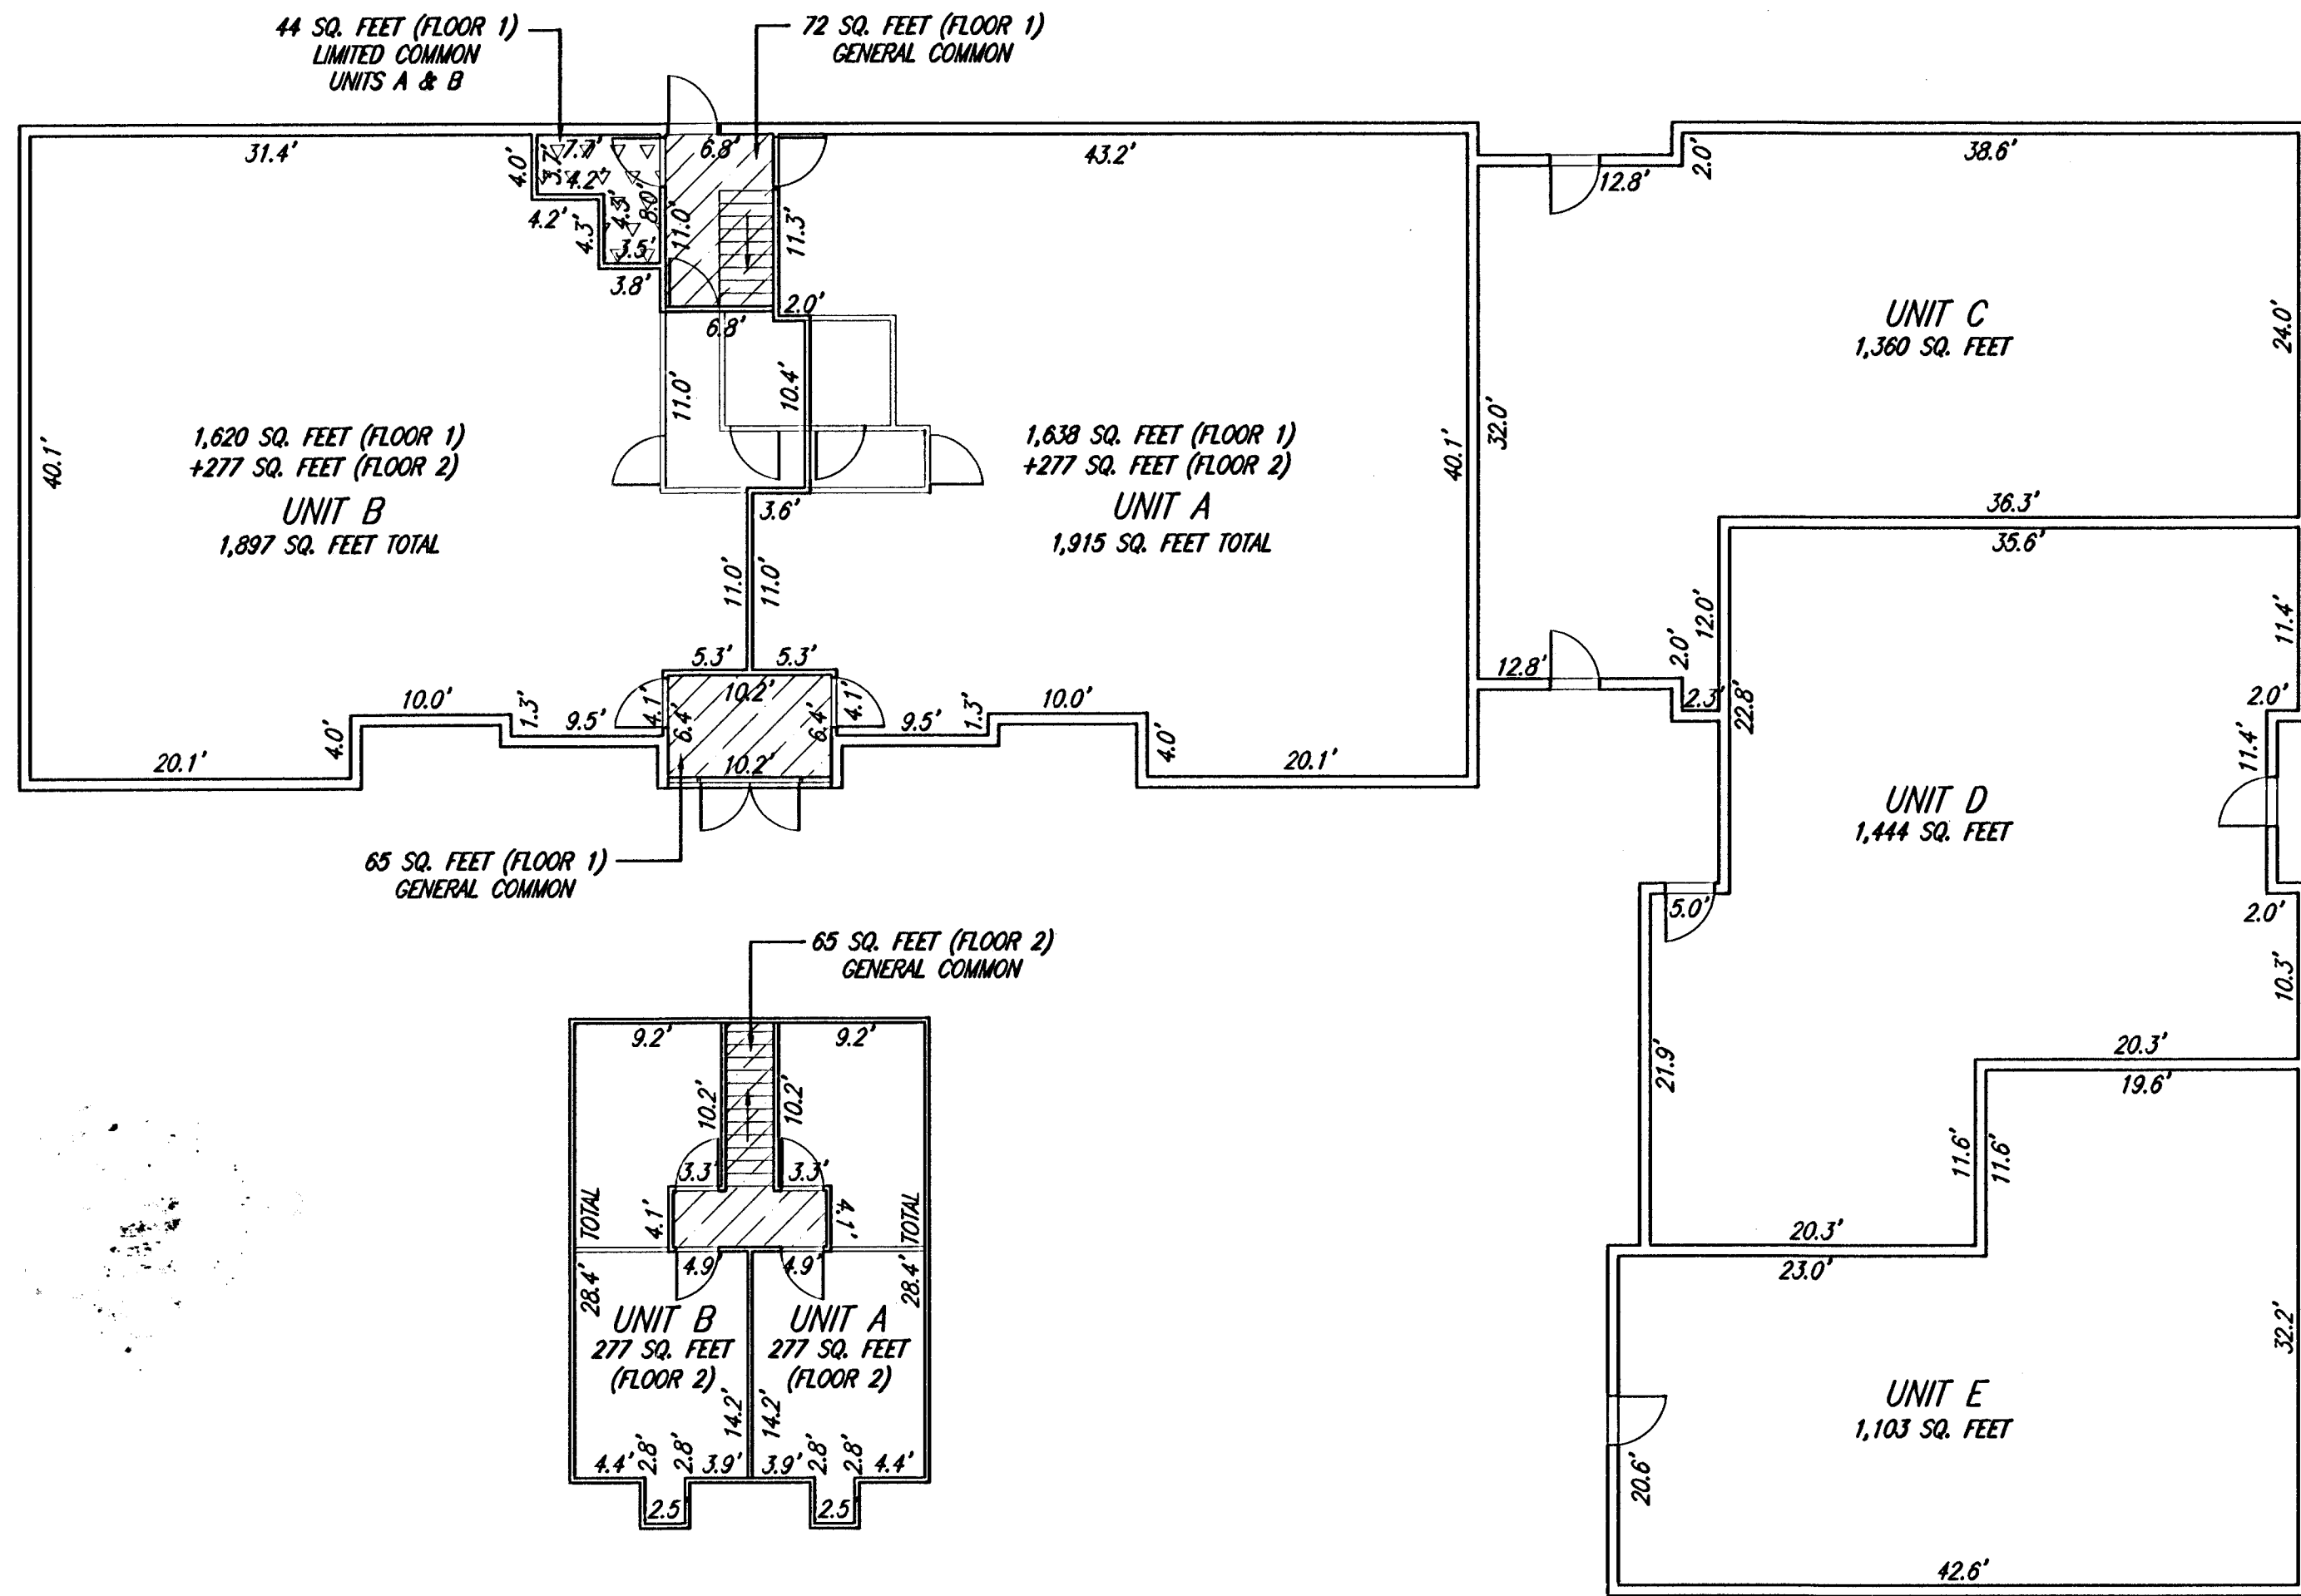 44 SQ. FEET (FLOOR 1)
LIMITED COMMON
UNITS A & B
72 SQ. FEET (FLOOR 1)
GENERAL COMMON
31.4'
4.0'
3.7'
7.7'
4.2'
4.2'
4.3'
4.3'
8.0'
3.5'
3.8'
6.8'
11.0'
11.3'
6.8'
2.0'
43.2'
12.8'
2.0'
38.6'
UNIT C
1,360 SQ. FEET
24.0'
11.0'
10.4'
40.1'
1,620 SQ. FEET (FLOOR 1)
+277 SQ. FEET (FLOOR 2)
UNIT B
1,897 SQ. FEET TOTAL
1,638 SQ. FEET (FLOOR 1)
+277 SQ. FEET (FLOOR 2)
UNIT A
1,915 SQ. FEET TOTAL
40.1'
32.0'
3.6'
11.0'
11.0'
36.3'
35.6'
12.0'
11.4'
5.3'
5.3'
10.2'
4.1'
6.4'
6.4'
4.1'
10.2'
10.0'
1.3'
9.5'
4.0'
20.1'
9.5'
1.3'
10.0'
4.0'
20.1'
12.8'
2.0'
2.3'
22.8'
2.0'
11.4'
UNIT D
1,444 SQ. FEET
65 SQ. FEET (FLOOR 1)
GENERAL COMMON
5.0'
2.0'
10.3'
65 SQ. FEET (FLOOR 2)
GENERAL COMMON
9.2'
9.2'
10.2'
10.2'
3.3'
3.3'
4.1'
4.1'
28.4' TOTAL
28.4' TOTAL
4.9'
4.9'
UNIT B
277 SQ. FEET
(FLOOR 2)
UNIT A
277 SQ. FEET
(FLOOR 2)
14.2'
14.2'
4.4'
2.8'
2.8'
3.9'
3.9'
2.8'
2.8'
4.4'
2.5
2.5
21.9'
20.3'
19.6'
11.6'
11.6'
20.3'
23.0'
32.2'
UNIT E
1,103 SQ. FEET
20.6'
42.6'